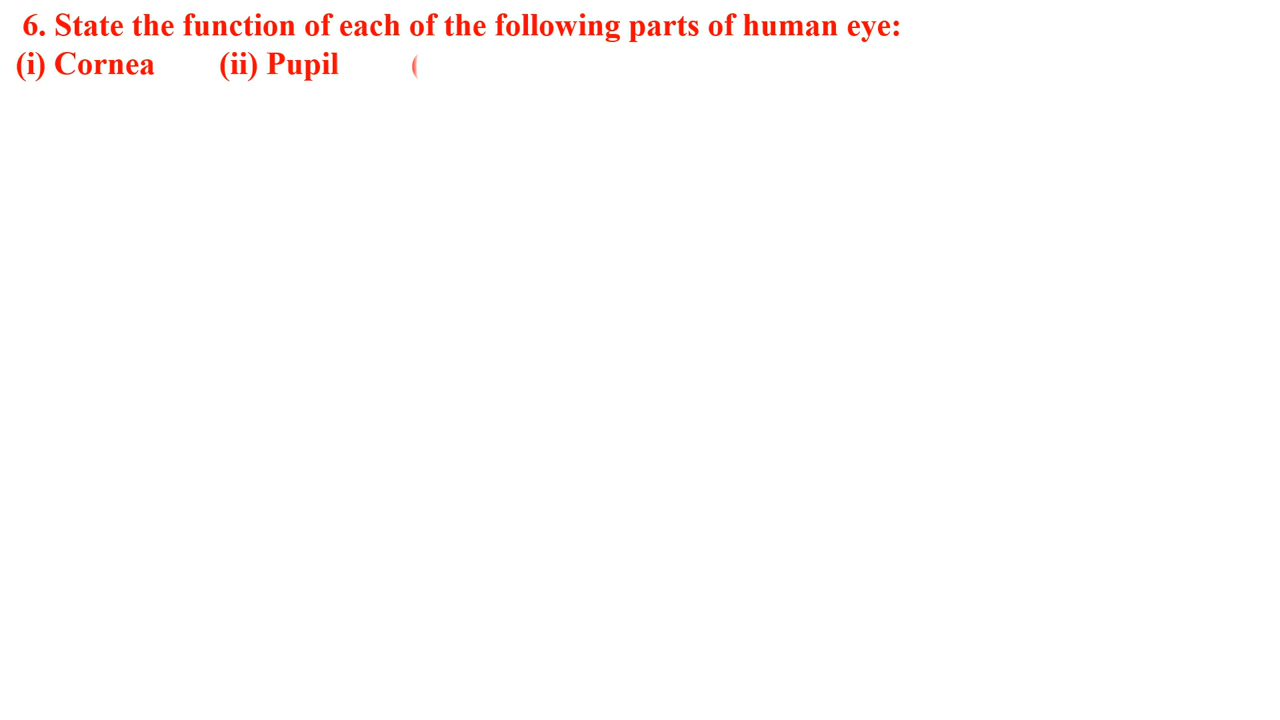 6. State the function of each of the following parts of human eye:
(i) Cornea (ii) Pupil (